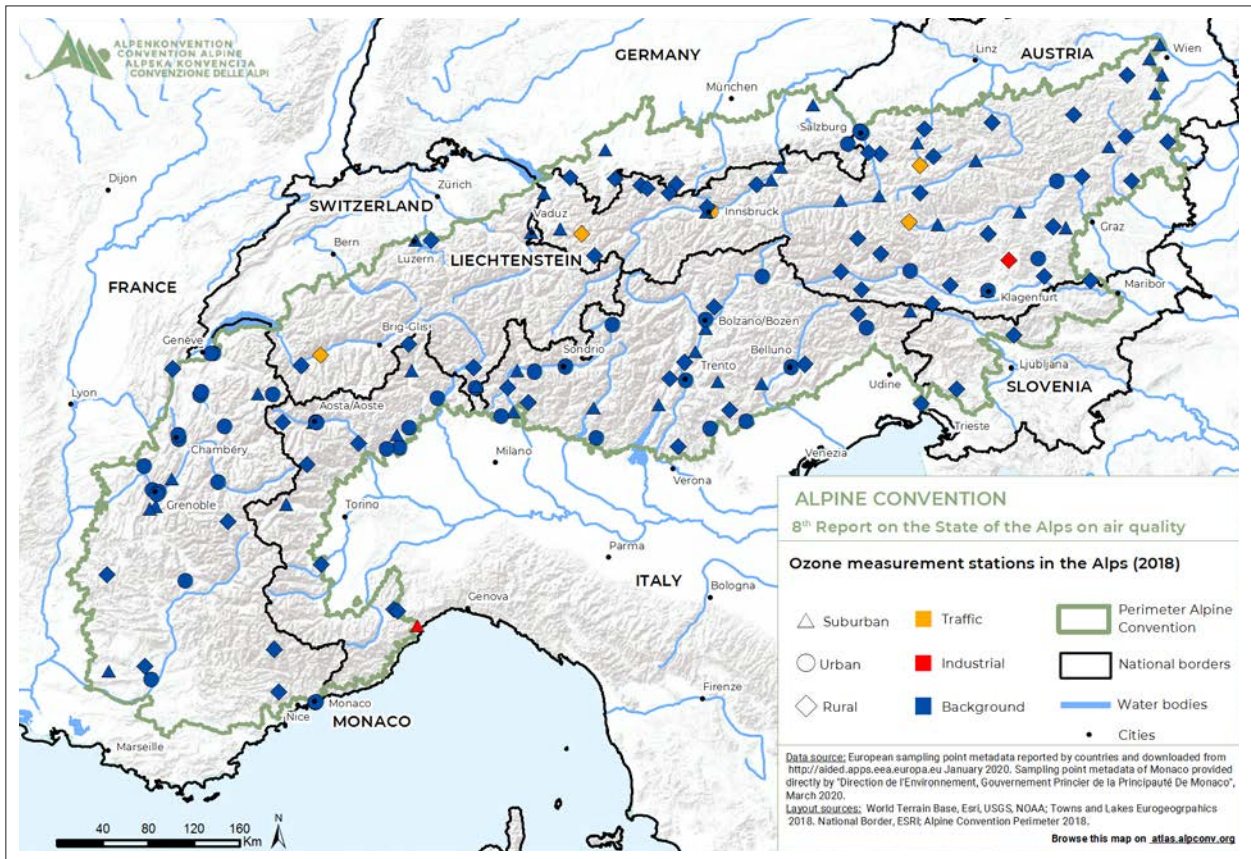 ALPENKONVENTION
CONVENTION ALPINE
ALPSKA KONVENCIJA
CONVENZIONE DELLE ALPI
GERMANY
AUSTRIA
Linz
Wien
München
Salzburg
Dijon
Zürich
SWITZERLAND
Vaduz
Innsbruck
Bern
Luzern
LIECHTENSTEIN
Graz
FRANCE
Maribor
Klagenfurt
Brig-Glis
Bolzano/Bozen
Genève
Sondrio
Belluno
Trento
Ljubljana
Udine
SLOVENIA
Lyon
Aosta/Aoste
Trieste
Chambéry
Milano
Venezia
Verona
Grenoble
Torino
Parma
ITALY
Bologna
Genova
Firenze
Monaco
Nice
MONACO
Marseille
ALPINE CONVENTION
8th Report on the State of the Alps on air quality
Ozone measurement stations in the Alps (2018)
Suburban
Traffic
Perimeter Alpine
Convention
Urban
Industrial
National borders
Rural
Background
Water bodies
Cities
Data source: European sampling point metadata reported by countries and downloaded from
http://aided.apps.eea.europa.eu January 2020. Sampling point metadata of Monaco provided
directly by "Direction de l'Environnement, Gouvernement Princier de la Principauté De Monaco",
March 2020.
Layout sources: World Terrain Base, Esri, USGS, NOAA; Towns and Lakes Eurogeogrpahics
2018. National Border, ESRI; Alpine Convention Perimeter 2018.
Browse this map on atlas.alpconv.org
40 80 120 160
Km
N